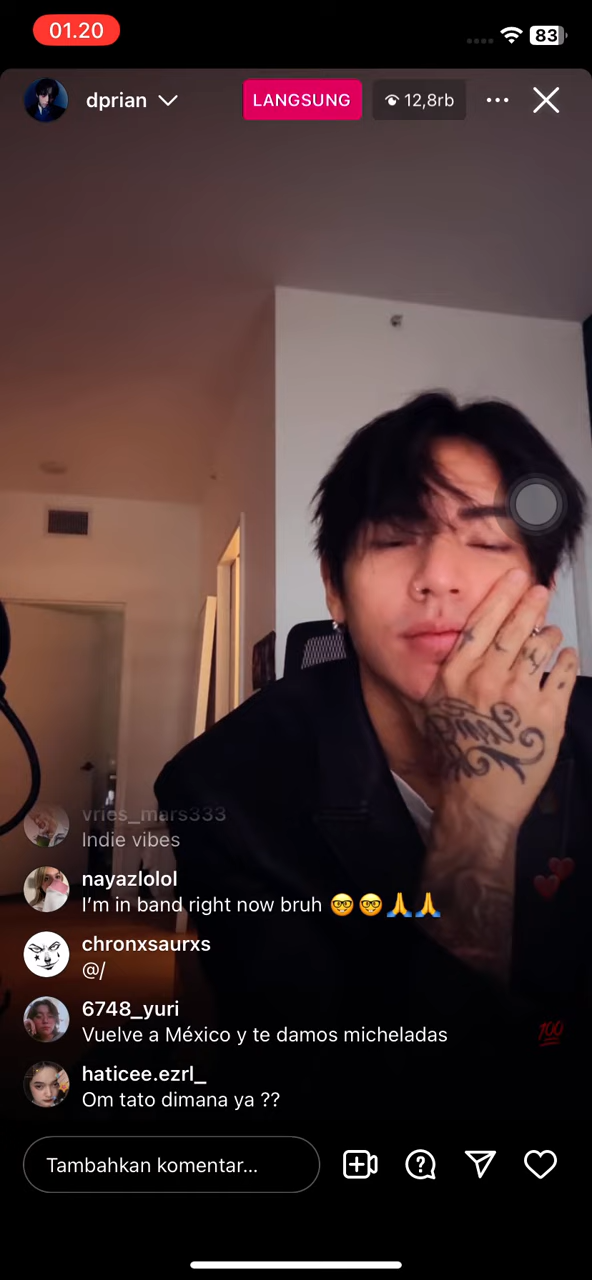 01.20
83
dprian
LANGSUNG
12,8rb
vries_mars333
Indie vibes
nayazlolol
I'm in band right now bruh 🤓🤓🙏🙏
chronxsaurxs
@/
6748_yuri
Vuelve a México y te damos micheladas
💯
haticee.ezrl_
Om tato dimana ya ??
Tambahkan komentar...